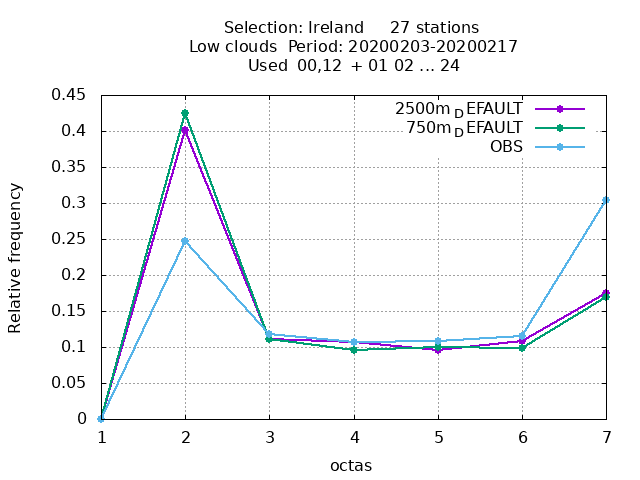 Selection: Ireland     27 stations
Low clouds  Period: 20200203-20200217
Used  00,12  + 01 02 ... 24
0.45
0.4
0.35
0.3
0.25
0.2
0.15
0.1
0.05
0
Relative frequency
2500m_DEFAULT
750m_DEFAULT
OBS
1 2 3 4 5 6 7
octas